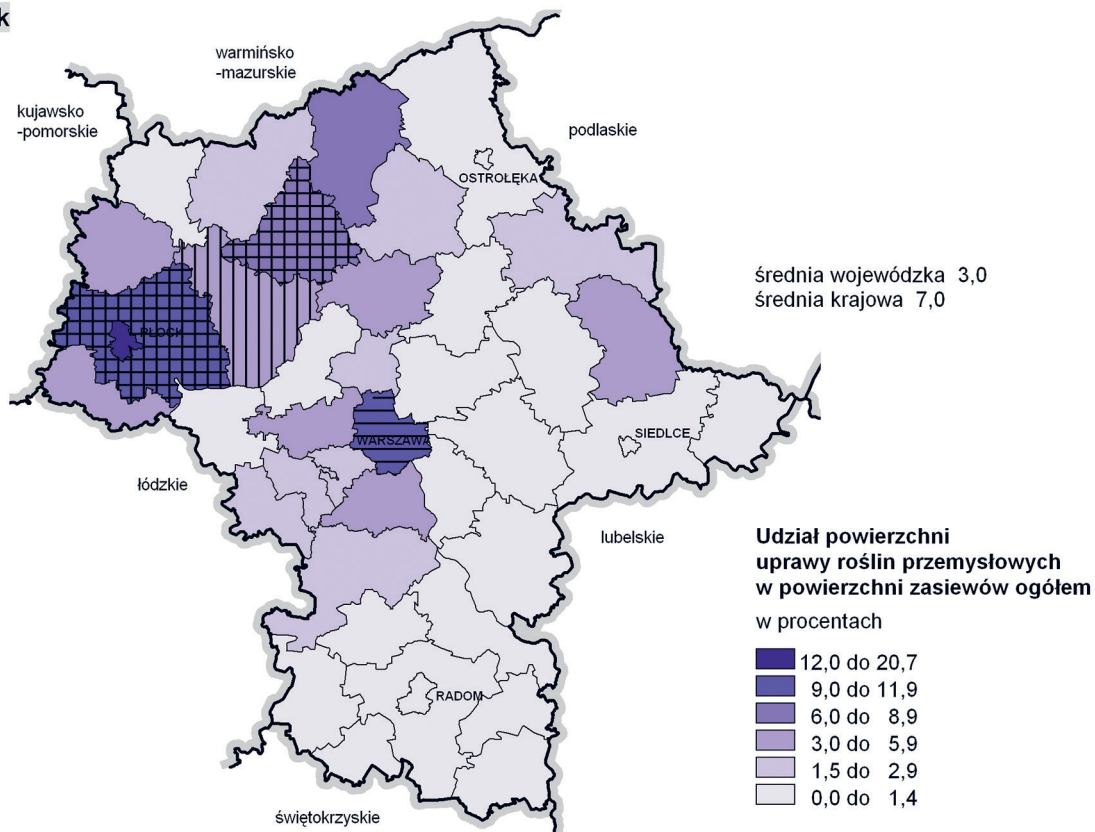 k
warmińsko
-mazurskie
kujawsko
-pomorskie
podlaskie
OSTROŁĘKA
średnia wojewódzka 3,0
średnia krajowa 7,0
PŁOCK
WARSZAWA
SIEDLCE
łódzkie
lubelskie
Udział powierzchni
uprawy roślin przemysłowych
w powierzchni zasiewów ogółem
w procentach
12,0 do 20,7
9,0 do 11,9
6,0 do 8,9
3,0 do 5,9
1,5 do 2,9
0,0 do 1,4
RADOM
świętokrzyskie